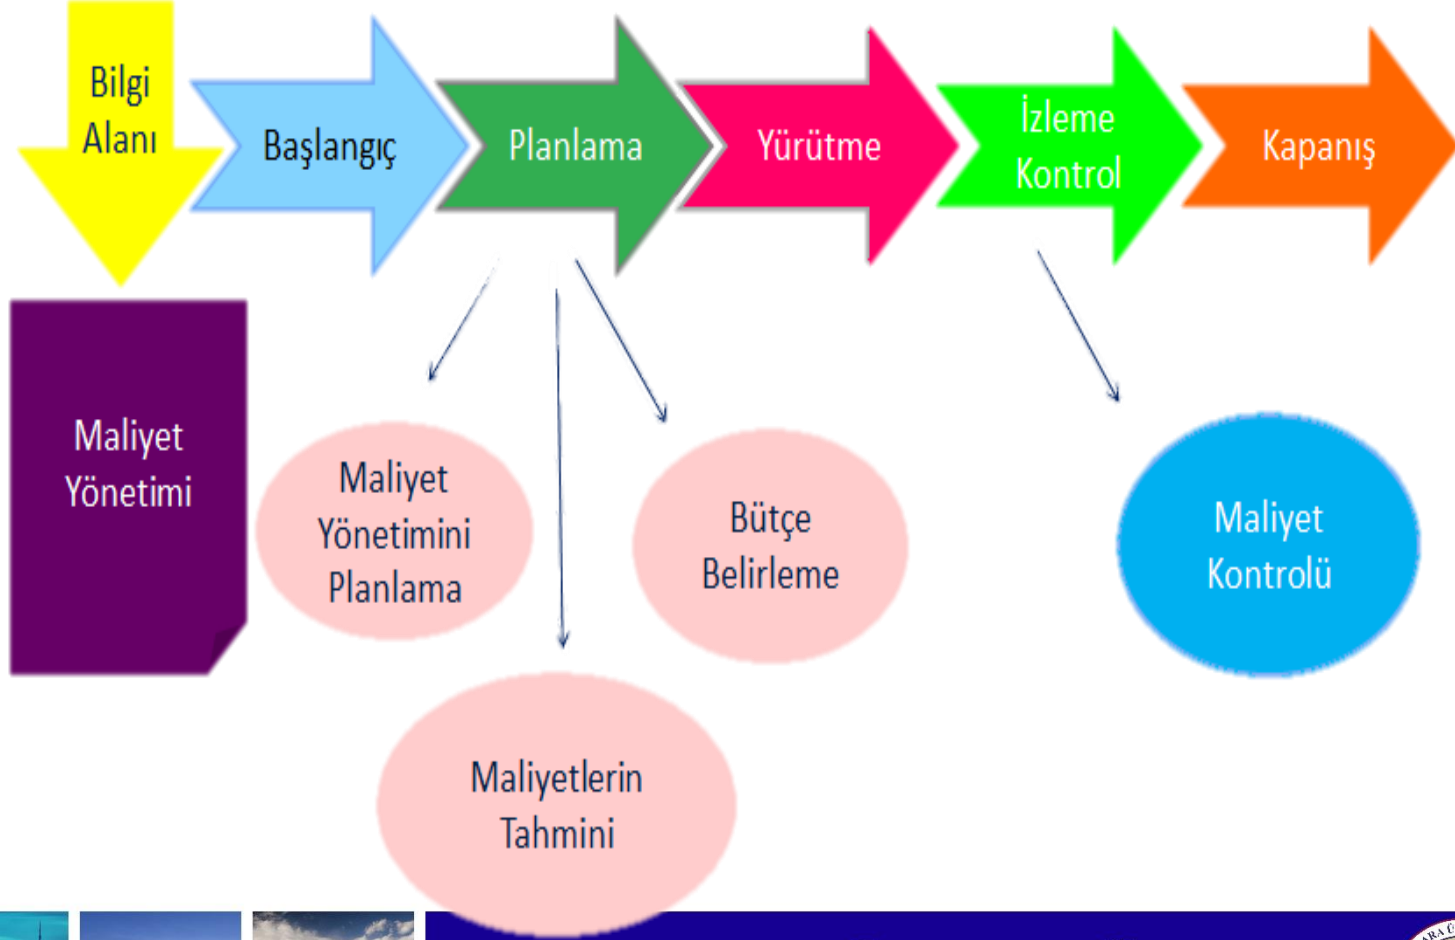 Bilgi
Alanı
Başlangıç
Planlama
Yürütme
İzleme
Kontrol
Kapanış
Maliyet
Yönetimi
Maliyet
Yönetimini
Planlama
Bütçe
Belirleme
Maliyet
Kontrolü
Maliyetlerin
Tahmini